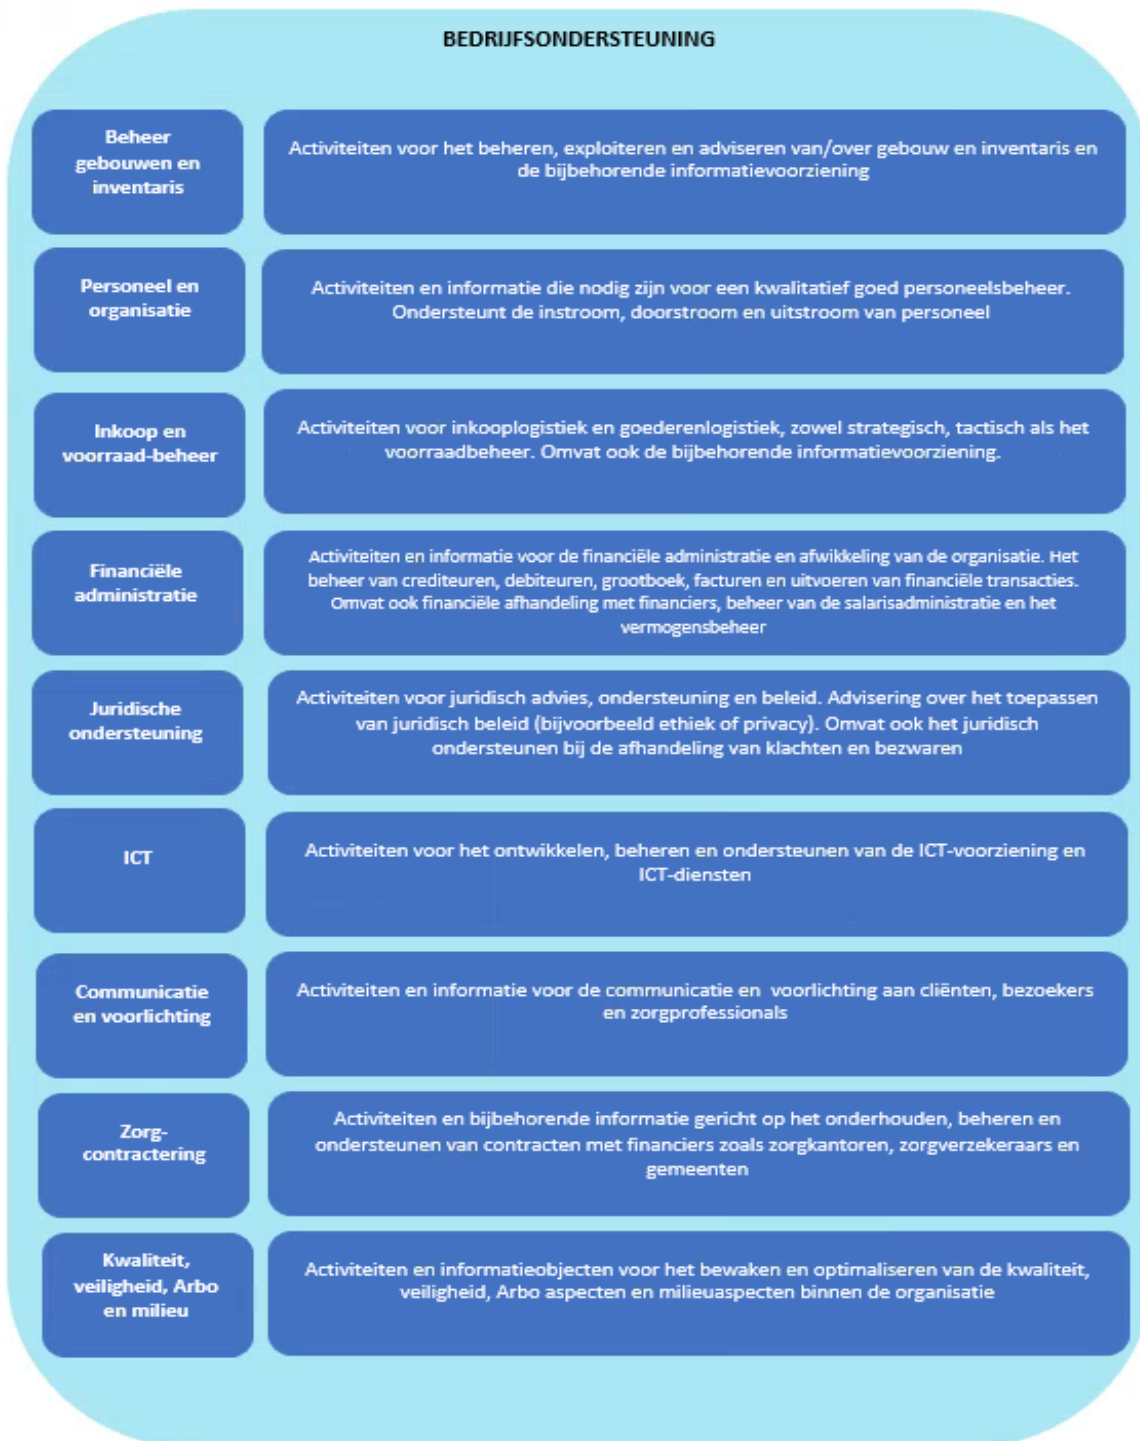 BEDRIJFSONDERSTEUNING
Beheer
gebouwen en
inventaris
Activiteiten voor het beheren, exploiteren en adviseren van/over gebouw en inventaris en
de bijbehorende informatievoorziening
Personeel en
organisatie
Activiteiten en informatie die nodig zijn voor een kwalitatief goed personeelsbeheer.
Ondersteunt de instroom, doorstroom en uitstroom van personeel
Inkoop en
voorraad-beheer
Activiteiten voor inkooplogistiek en goederenlogistiek, zowel strategisch, tactisch als het
voorraadbeheer. Omvat ook de bijbehorende informatievoorziening.
Financiële
administratie
Activiteiten en informatie voor de financiële administratie en afwikkeling van de organisatie. Het
beheer van crediteuren, debiteuren, grootboek, facturen en uitvoeren van financiële transacties.
Omvat ook financiële afhandeling met financiers, beheer van de salarisadministratie en het
vermogensbeheer
Juridische
ondersteuning
Activiteiten voor juridisch advies, ondersteuning en beleid. Advisering over het toepassen
van juridisch beleid (bijvoorbeeld ethiek of privacy). Omvat ook het juridisch
ondersteunen bij de afhandeling van klachten en bezwaren
ICT
Activiteiten voor het ontwikkelen, beheren en ondersteunen van de ICT-voorziening en
ICT-diensten
Communicatie
en voorlichting
Activiteiten en informatie voor de communicatie en voorlichting aan cliënten, bezoekers
en zorgprofessionals
Zorg-
contractering
Activiteiten en bijbehorende informatie gericht op het onderhouden, beheren en
ondersteunen van contracten met financiers zoals zorgkantoren, zorgverzekeraars en
gemeenten
Kwaliteit,
veiligheid, Arbo
en milieu
Activiteiten en informatieobjecten voor het bewaken en optimaliseren van de kwaliteit,
veiligheid, Arbo aspecten en milieuaspecten binnen de organisatie